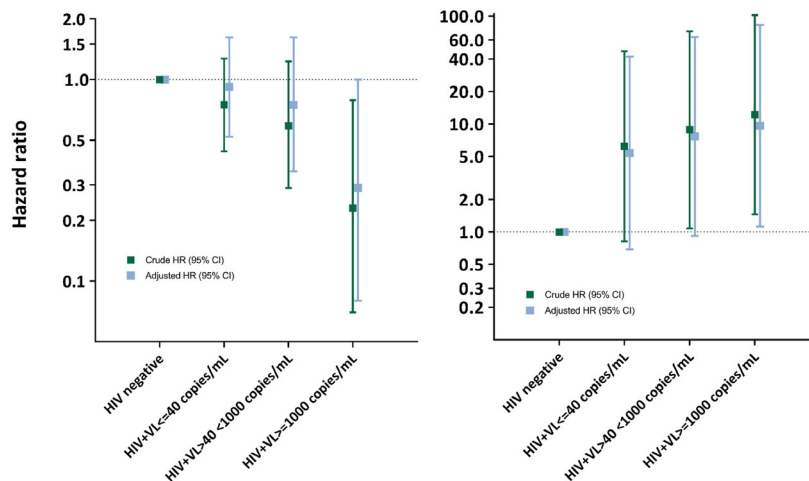 Hazard ratio
2.0
1.5
1.0
0.5
0.3
0.2
0.1
Crude HR (95% CI)
Adjusted HR (95% CI)
HIV negative
HIV+VL<=40 copies/mL
HIV+VL>40 <1000 copies/mL
HIV+VL>=1000 copies/mL
100.0
60.0
40.0
20.0
10.0
5.0
2.0
1.0
0.5
0.3
0.2
Crude HR (95% CI)
Adjusted HR (95% CI)
HIV negative
HIV+VL<=40 copies/mL
HIV+VL>40 <1000 copies/mL
HIV+VL>=1000 copies/mL